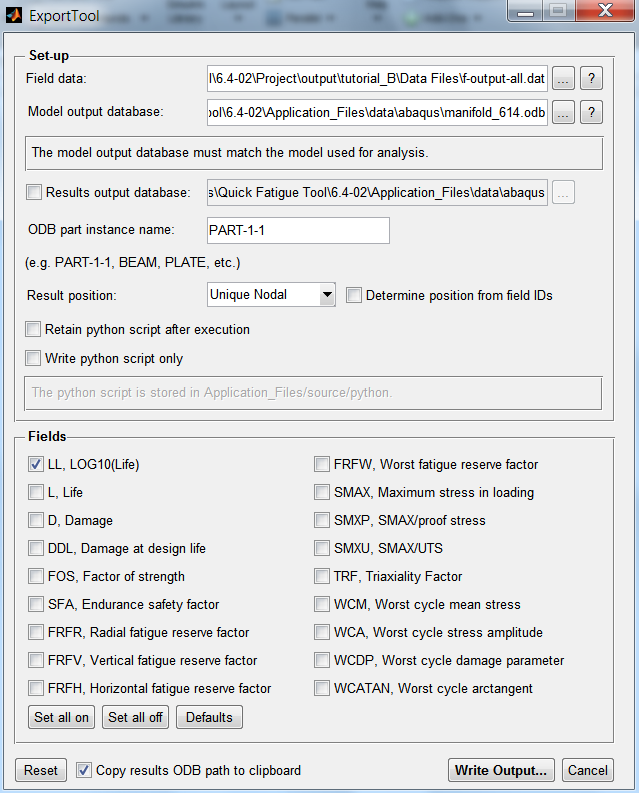 ExportTool
Set-up
Field data: l\6.4-02\Project\output\tutorial_B\Data Files\f-output-all.dat ... ?
Model output database: ool\6.4-02\Application_Files\data\abaqus\manifold_614.odb ... ?
The model output database must match the model used for analysis.
Results output database: s\Quick Fatigue Tool\6.4-02\Application_Files\data\abaqus ...
ODB part instance name: PART-1-1
(e.g. PART-1-1, BEAM, PLATE, etc.)
Result position: Unique Nodal Determine position from field IDs
Retain python script after execution
Write python script only
The python script is stored in Application_Files/source/python.
Fields
LL, LOG10(Life)
L, Life
D, Damage
DDL, Damage at design life
FOS, Factor of strength
SFA, Endurance safety factor
FRFR, Radial fatigue reserve factor
FRFV, Vertical fatigue reserve factor
FRFH, Horizontal fatigue reserve factor
FRFW, Worst fatigue reserve factor
SMAX, Maximum stress in loading
SMXP, SMAX/proof stress
SMXU, SMAX/UTS
TRF, Triaxiality Factor
WCM, Worst cycle mean stress
WCA, Worst cycle stress amplitude
WCDP, Worst cycle damage parameter
WCATAN, Worst cycle arctangent
Set all on Set all off Defaults
Reset Copy results ODB path to clipboard Write Output... Cancel